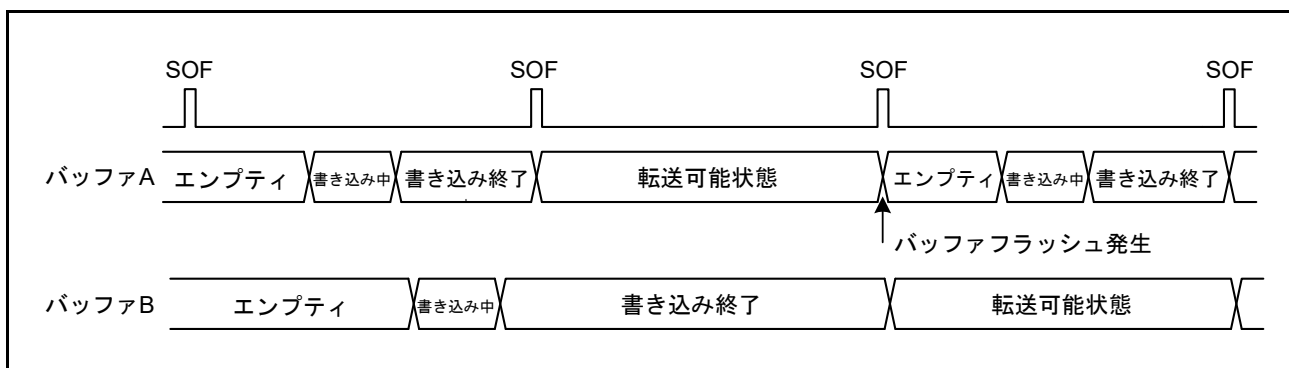 SOF SOF SOF SOF
バッファA エンプティ 書き込み中 書き込み終了 転送可能状態 エンプティ 書き込み中 書き込み終了
バッファフラッシュ発生
バッファB エンプティ 書き込み中 書き込み終了 転送可能状態